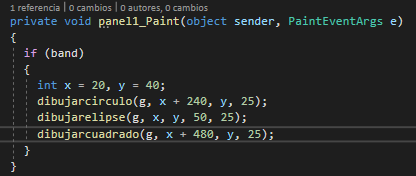 1 referencia | 0 cambios | 0 autores, 0 cambios
private void panel1_Paint(object sender, PaintEventArgs e)
{
if (band)
{
int x = 20, y = 40;
dibujarcirculo(g, x + 240, y, 25);
dibujarelipse(g, x, y, 50, 25);
dibujarcuadrado(g, x + 480, y, 25);
}
}